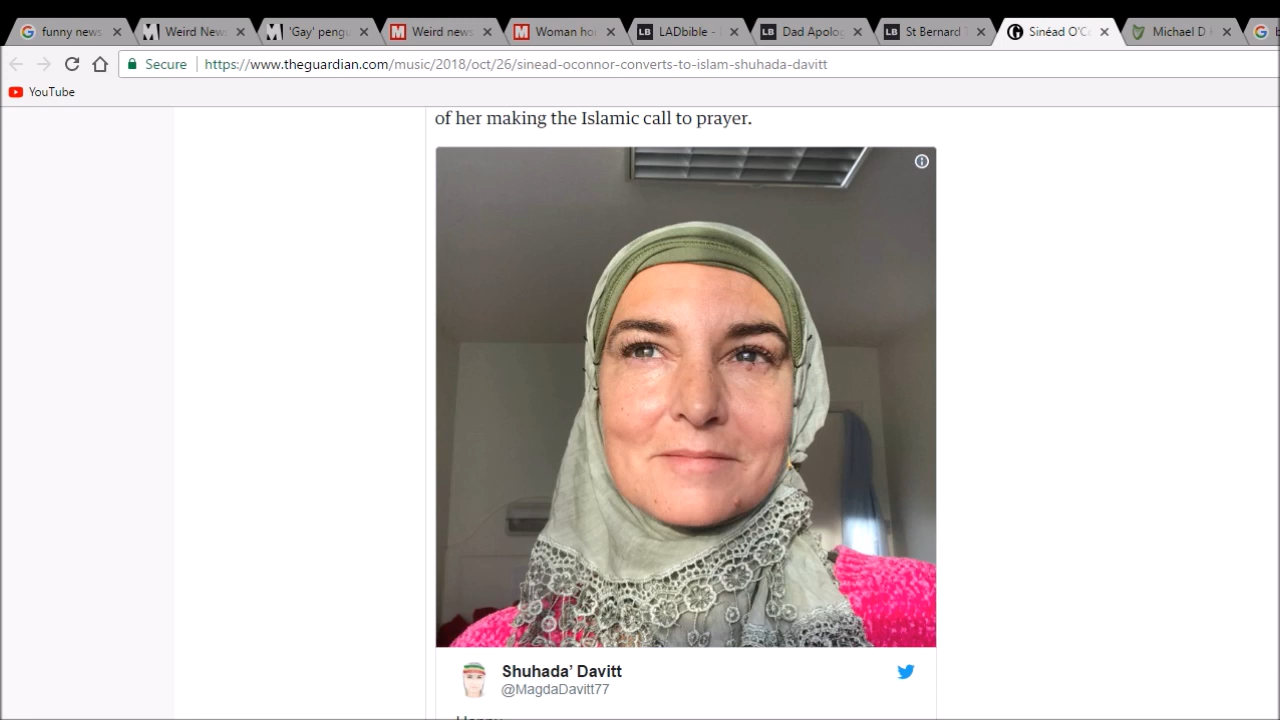 funny news
Weird New
'Gay' peng
Weird news
Woman ho
LADbible -
Dad Apolog
St Bernard
Sinéad O'C
Michael D
Secure
https://www.theguardian.com/music/2018/oct/26/sinead-oconnor-converts-to-islam-shuhada-davitt
YouTube
of her making the Islamic call to prayer.
Shuhada' Davitt
@MagdaDavitt77